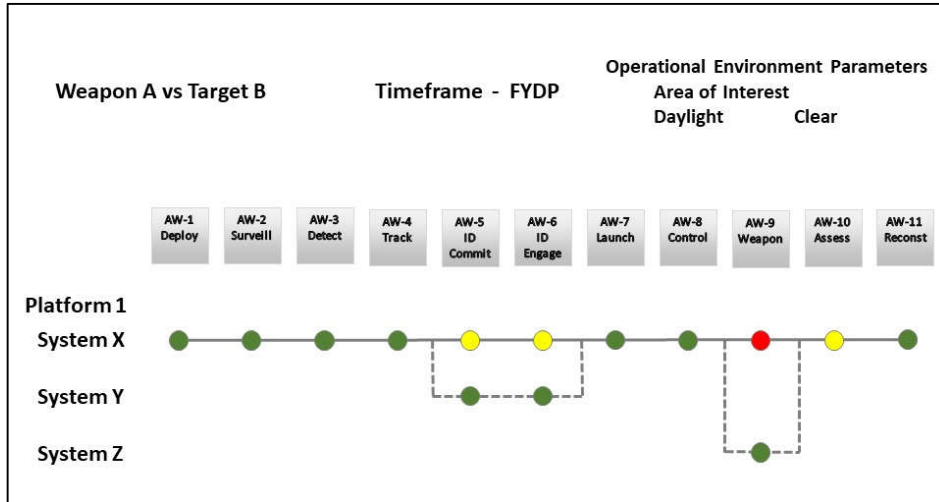 Operational Environment Parameters
Weapon A vs Target B Timeframe - FYDP Area of Interest
Daylight Clear
AW-1 AW-2 AW-3 AW-4 AW-5 AW-6 AW-7 AW-8 AW-9 AW-10 AW-11
Deploy Surveill Detect Track ID ID Launch Control Weapon Assess Reconst
Commit Engage
Platform 1
System X
System Y
System Z